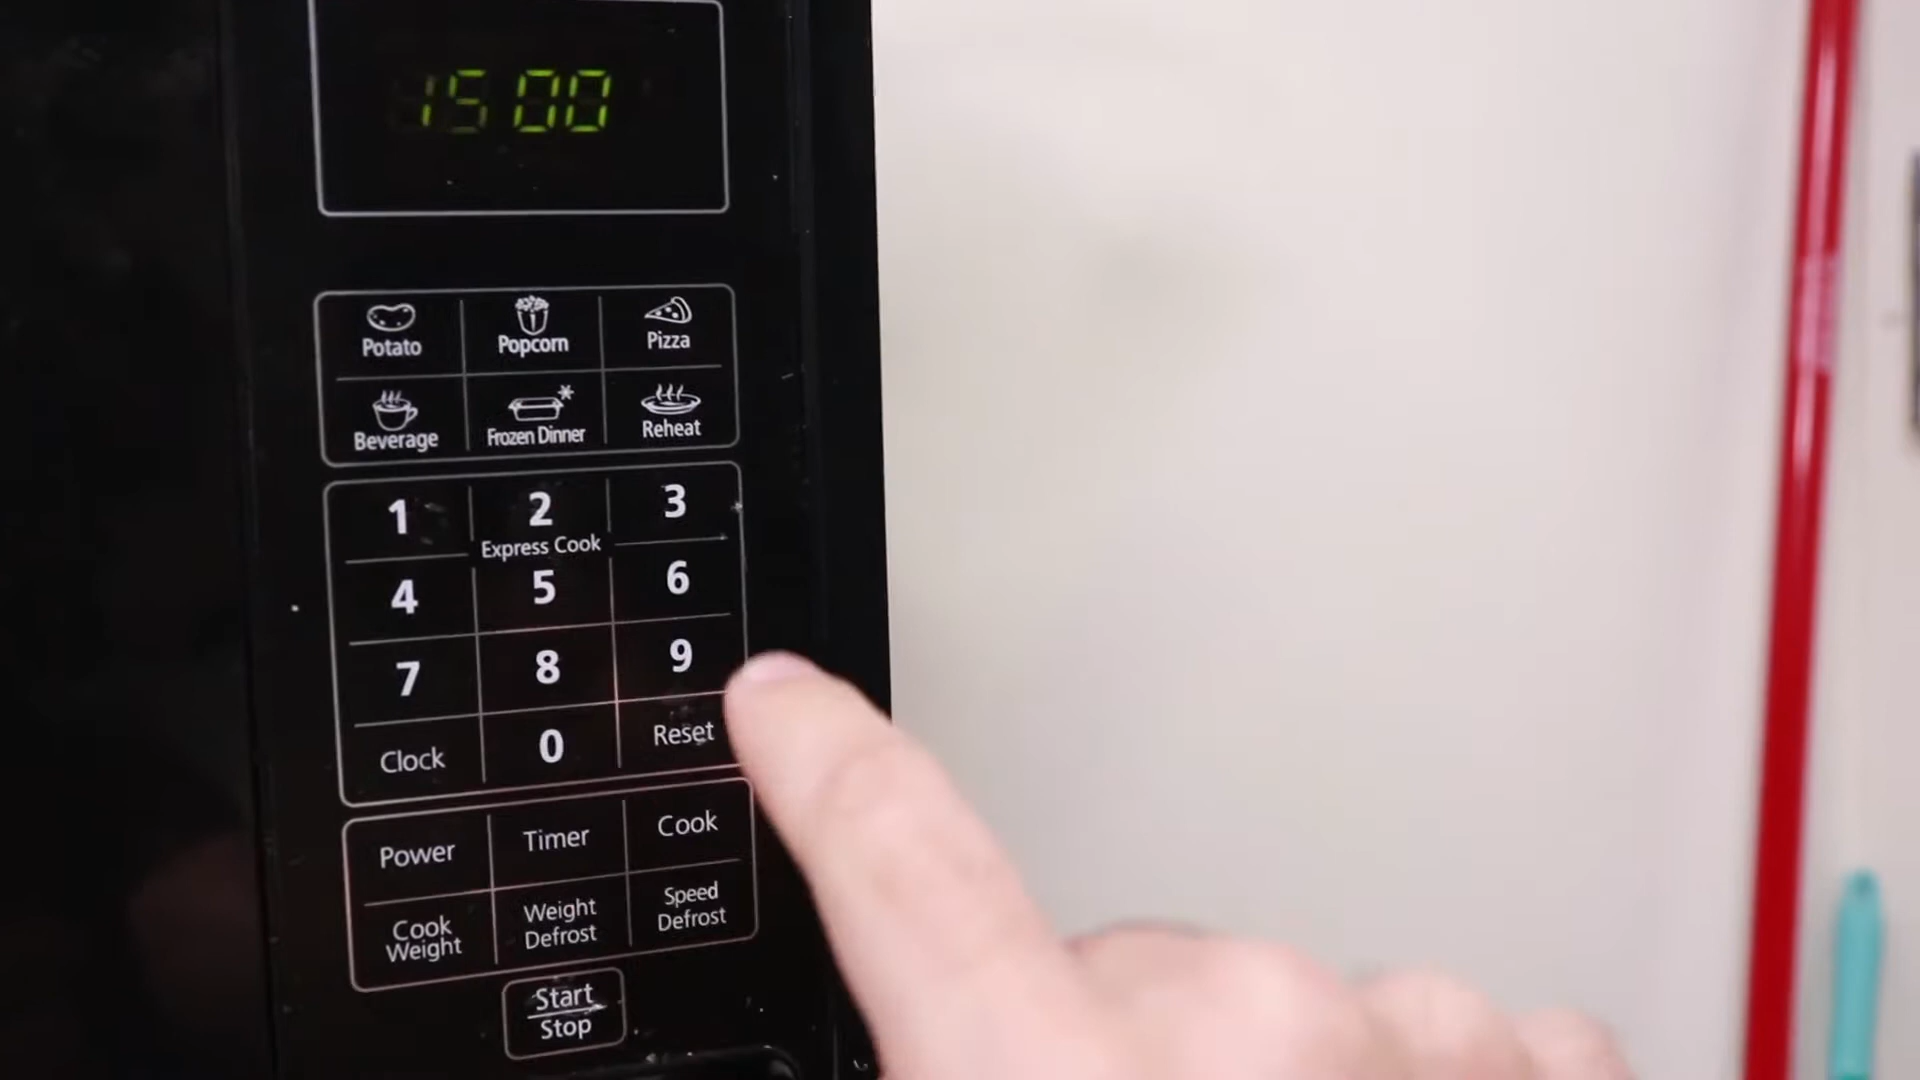 15 00
Potato Popcorn Pizza
Beverage Frozen Dinner Reheat
1 2 3
Express Cook
4 5 6
7 8 9
Clock 0 Reset
Power Timer Cook
Cook Weight
Weight Defrost
Speed Defrost
Start
Stop